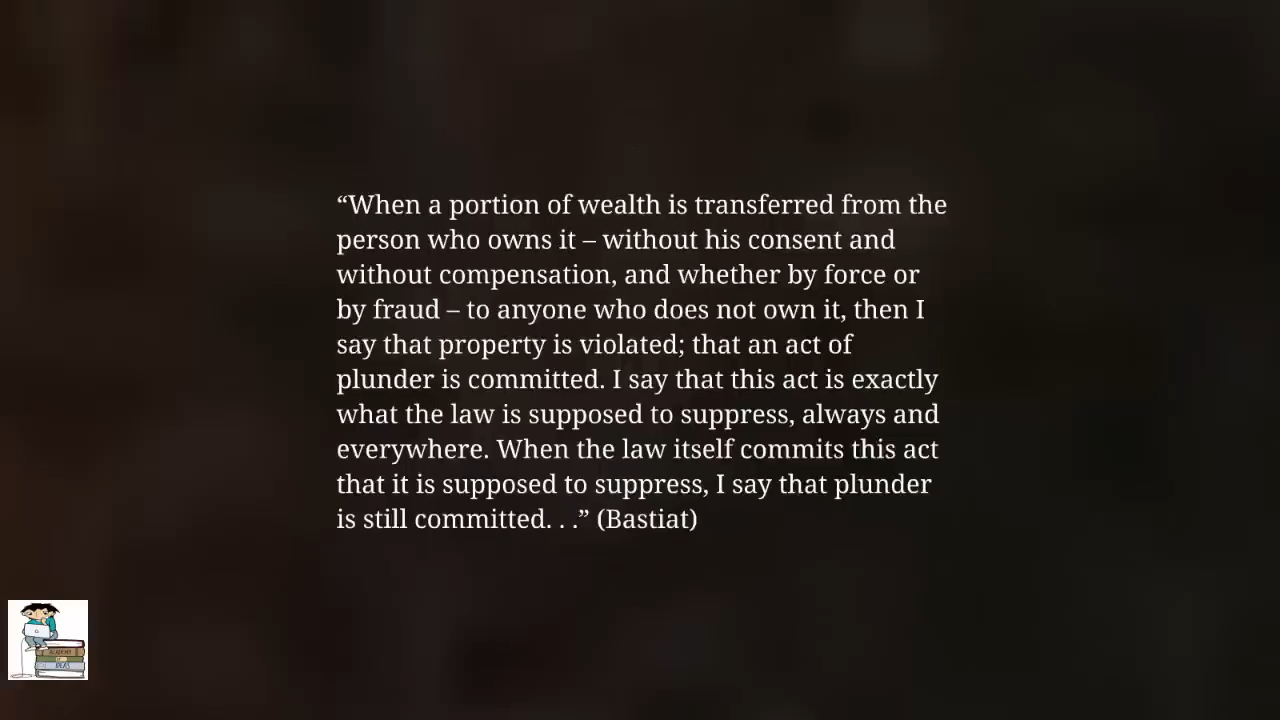 “When a portion of wealth is transferred from the
person who owns it – without his consent and
without compensation, and whether by force or
by fraud – to anyone who does not own it, then I
say that property is violated; that an act of
plunder is committed. I say that this act is exactly
what the law is supposed to suppress, always and
everywhere. When the law itself commits this act
that it is supposed to suppress, I say that plunder
is still committed. . .” (Bastiat)
ACADEMY
OF
IDEAS